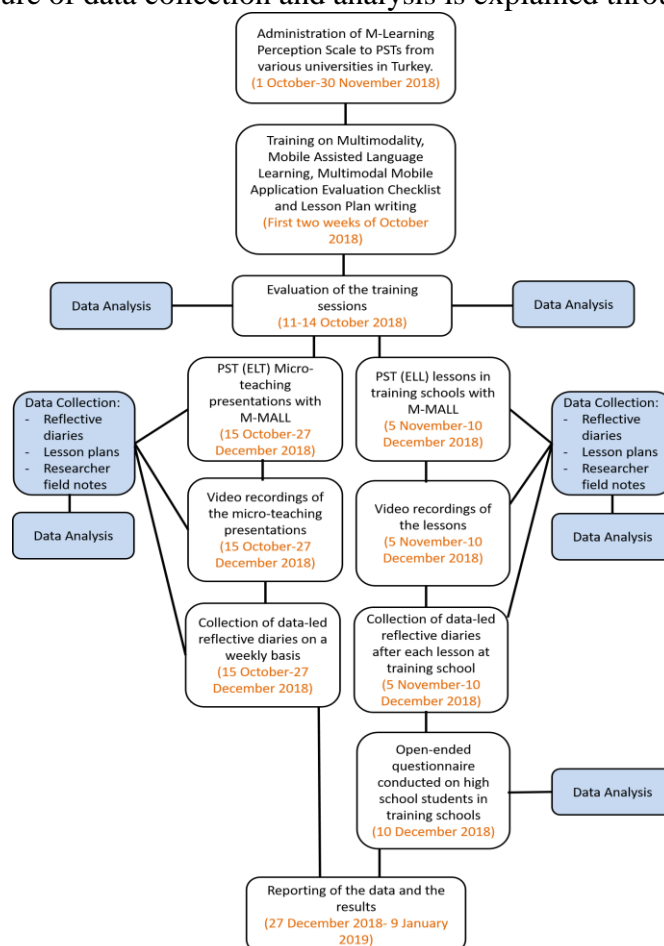 ure of data collection and analysis is explained throu
Administration of M-Learning
Perception Scale to PSTs from
various universities in Turkey.
(1 October-30 November 2018)
Training on Multimodality,
Mobile Assisted Language
Learning, Multimodal Mobile
Application Evaluation Checklist
and Lesson Plan writing
(First two weeks of October
2018)
Data Analysis
Evaluation of the training
sessions
(11-14 October 2018)
Data Analysis
PST (ELT) Micro-
teaching
presentations with
M-MALL
(15 October-27
December 2018)
PST (ELL) lessons in
training schools with
M-MALL
(5 November-10
December 2018)
Data Collection:
- Reflective
diaries
- Lesson plans
- Researcher
field notes
Data Collection:
- Reflective
diaries
- Lesson plans
- Researcher
field notes
Data Analysis
Video recordings of
the micro-teaching
presentations
(15 October-27
December 2018)
Video recordings
of the lessons
(5 November-10
December 2018)
Data Analysis
Collection of data-led
reflective diaries on a
weekly basis
(15 October-27
December 2018)
Collection of data-led
reflective diaries
after each lesson at
training school
(5 November-10
December 2018)
Open-ended
questionnaire
conducted on high
school students in
training schools
(10 December 2018)
Data Analysis
Reporting of the data and the
results
(27 December 2018- 9 January
2019)